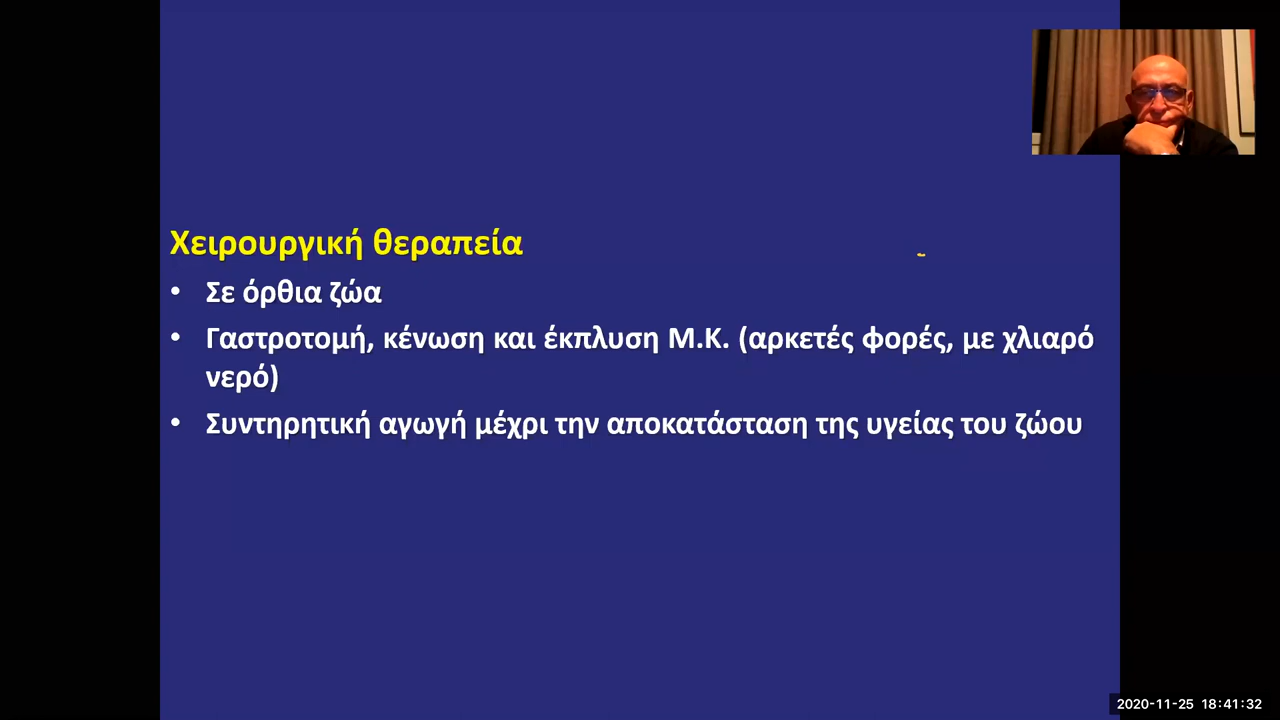 Χειρουργική θεραπεία
• Σε όρθια ζώα
• Γαστροτομή, κένωση και έκπλυση Μ.Κ. (αρκετές φορές, με χλιαρό
νερό)
• Συντηρητική αγωγή μέχρι την αποκατάσταση της υγείας του ζώου
2020-11-25 18:41:32